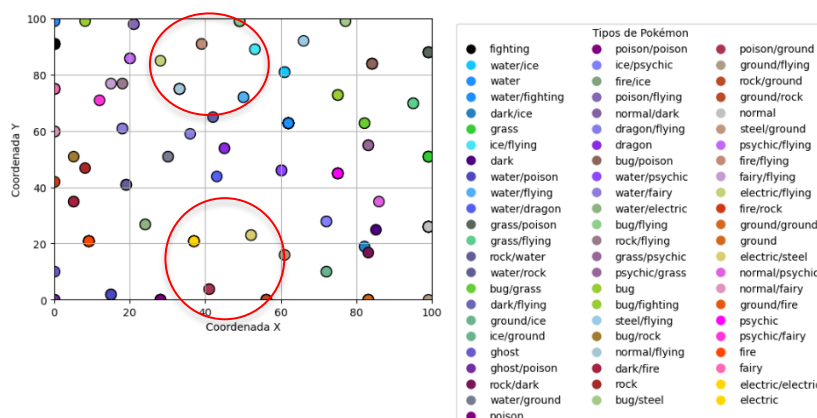 100
80
60
40
20
0
Coordenada Y
0 20 40 60 80 100
Coordenada X
Tipos de Pokémon
fighting
water/ice
water
water/fighting
dark/ice
grass
ice/flying
dark
water/poison
water/flying
water/dragon
grass/poison
grass/flying
rock/water
water/rock
bug/grass
dark/flying
ground/ice
ice/ground
ghost
ghost/poison
rock/dark
water/ground
poison
poison/poison
ice/psychic
fire/ice
poison/flying
normal/dark
dragon/flying
dragon
bug/poison
water/psychic
water/fairy
water/electric
bug/flying
rock/flying
grass/psychic
psychic/grass
bug
bug/fighting
steel/flying
bug/rock
normal/flying
dark/fire
rock
bug/steel
poison/ground
ground/flying
rock/ground
ground/rock
normal
steel/ground
psychic/flying
fire/flying
fairy/flying
electric/flying
fire/rock
ground/ground
ground
electric/steel
normal/psychic
normal/fairy
ground/fire
psychic
psychic/fairy
fire
fairy
electric/electric
electric